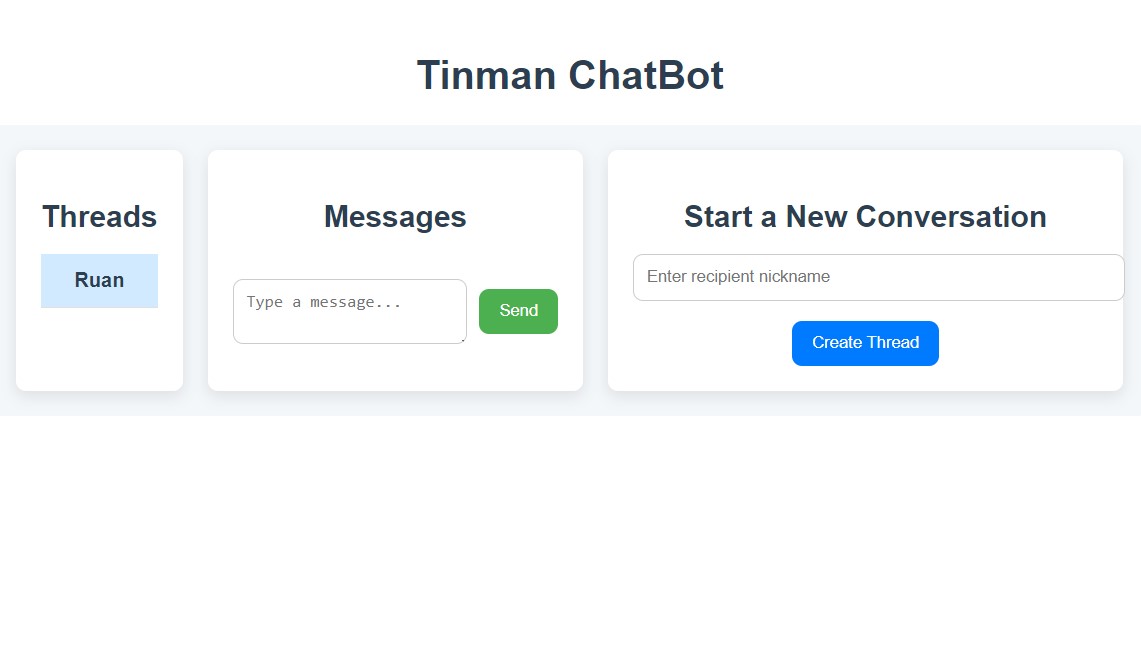 Tinman ChatBot
Threads
Ruan
Messages
Type a message...
Send
Start a New Conversation
Enter recipient nickname
Create Thread